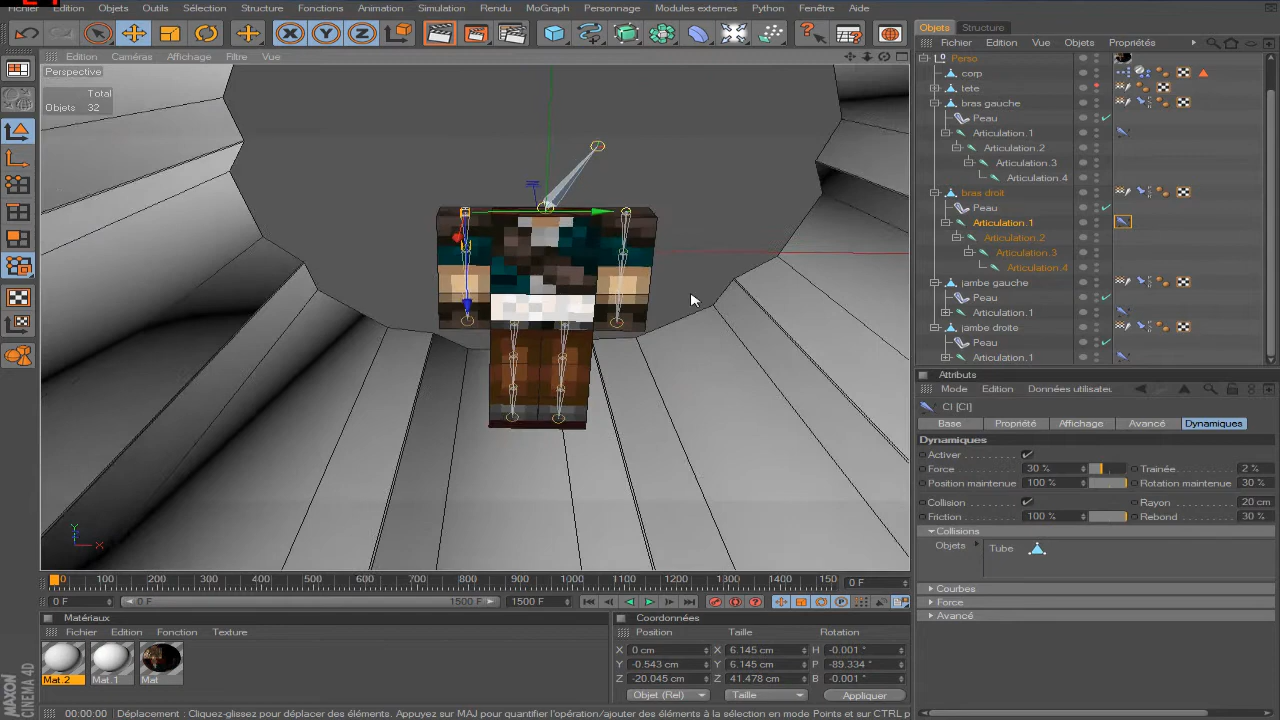 Fichier Edition Objets Outils Sélection Structure Fonctions Animation Simulation Rendu MoGraph Personnage Modules externes Python Fenêtre Aide
Edition Caméras Affichage Filtre Vue
Perspective
Total
Objets 32
Y
Z X
0 100 200 300 400 500 600 700 800 900 1000 1100 1200 1300 1400 150 0 F
0 F 0 F 1500 F 1500 F
Matériaux
Fichier Edition Fonction Texture
Mat.2 Mat.1 Mat
Coordonnées
Position Taille Rotation
X 0 cm X 6.145 cm H -0.001 °
Y -0.543 cm Y 6.145 cm P -89.334 °
Z -20.045 cm Z 41.478 cm B -0.001 °
Objet (Rel) Taille Appliquer
MAXON
CINEMA 4D
00:00:00 Déplacement : Cliquez-glissez pour déplacer des éléments. Appuyez sur MAJ pour quantifier l'opération/ajouter des éléments à la sélection en mode Points et sur CTRL p
Objets Structure
Fichier Edition Vue Objets Propriétés
Perso
corp
tete
bras gauche
Peau
Articulation.1
Articulation.2
Articulation.3
Articulation.4
bras droit
Peau
Articulation.1
Articulation.2
Articulation.3
Articulation.4
jambe gauche
Peau
Articulation.1
jambe droite
Peau
Articulation.1
Attributs
Mode Edition Données utilisateu
CI [CI]
Base Propriété Affichage Avancé Dynamiques
Dynamiques
Activer
Force 30 % Trainée 2 %
Position maintenue 100 % Rotation maintenue 30 %
Collision Rayon 20 cm
Friction 100 % Rebond 30 %
Collisions
Objets Tube
Courbes
Force
Avancé